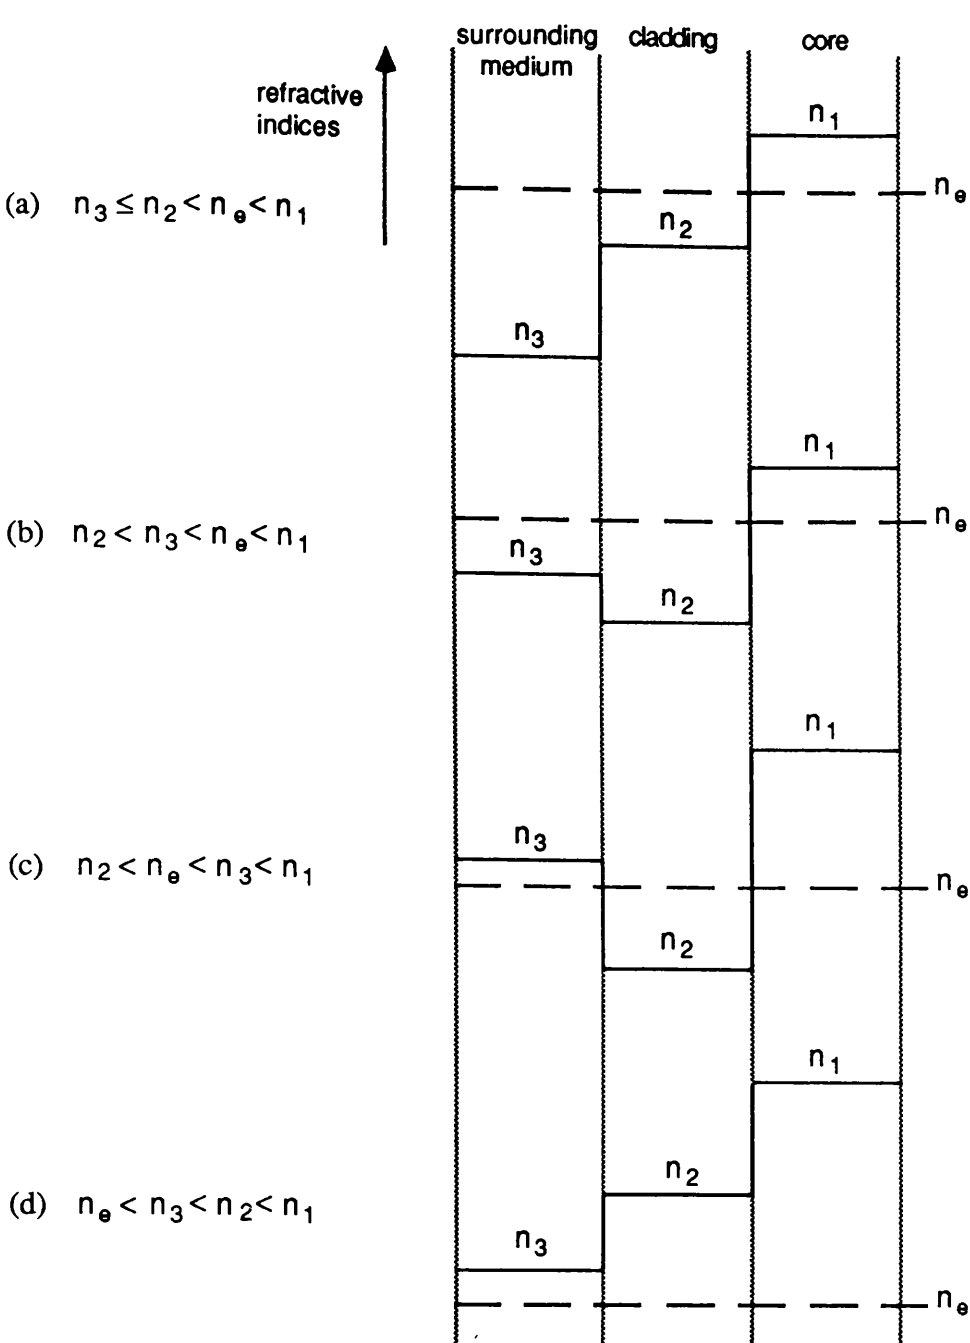 surrounding medium cladding core
refractive indices
n₁
nₑ
(a) n₃ ≤ n₂ < nₑ < n₁
n₂
n₃
n₁
nₑ
(b) n₂ < n₃ < nₑ < n₁
n₃
n₂
n₁
n₃
(c) n₂ < nₑ < n₃ < n₁
nₑ
n₂
n₁
n₂
(d) nₑ < n₃ < n₂ < n₁
n₃
nₑ